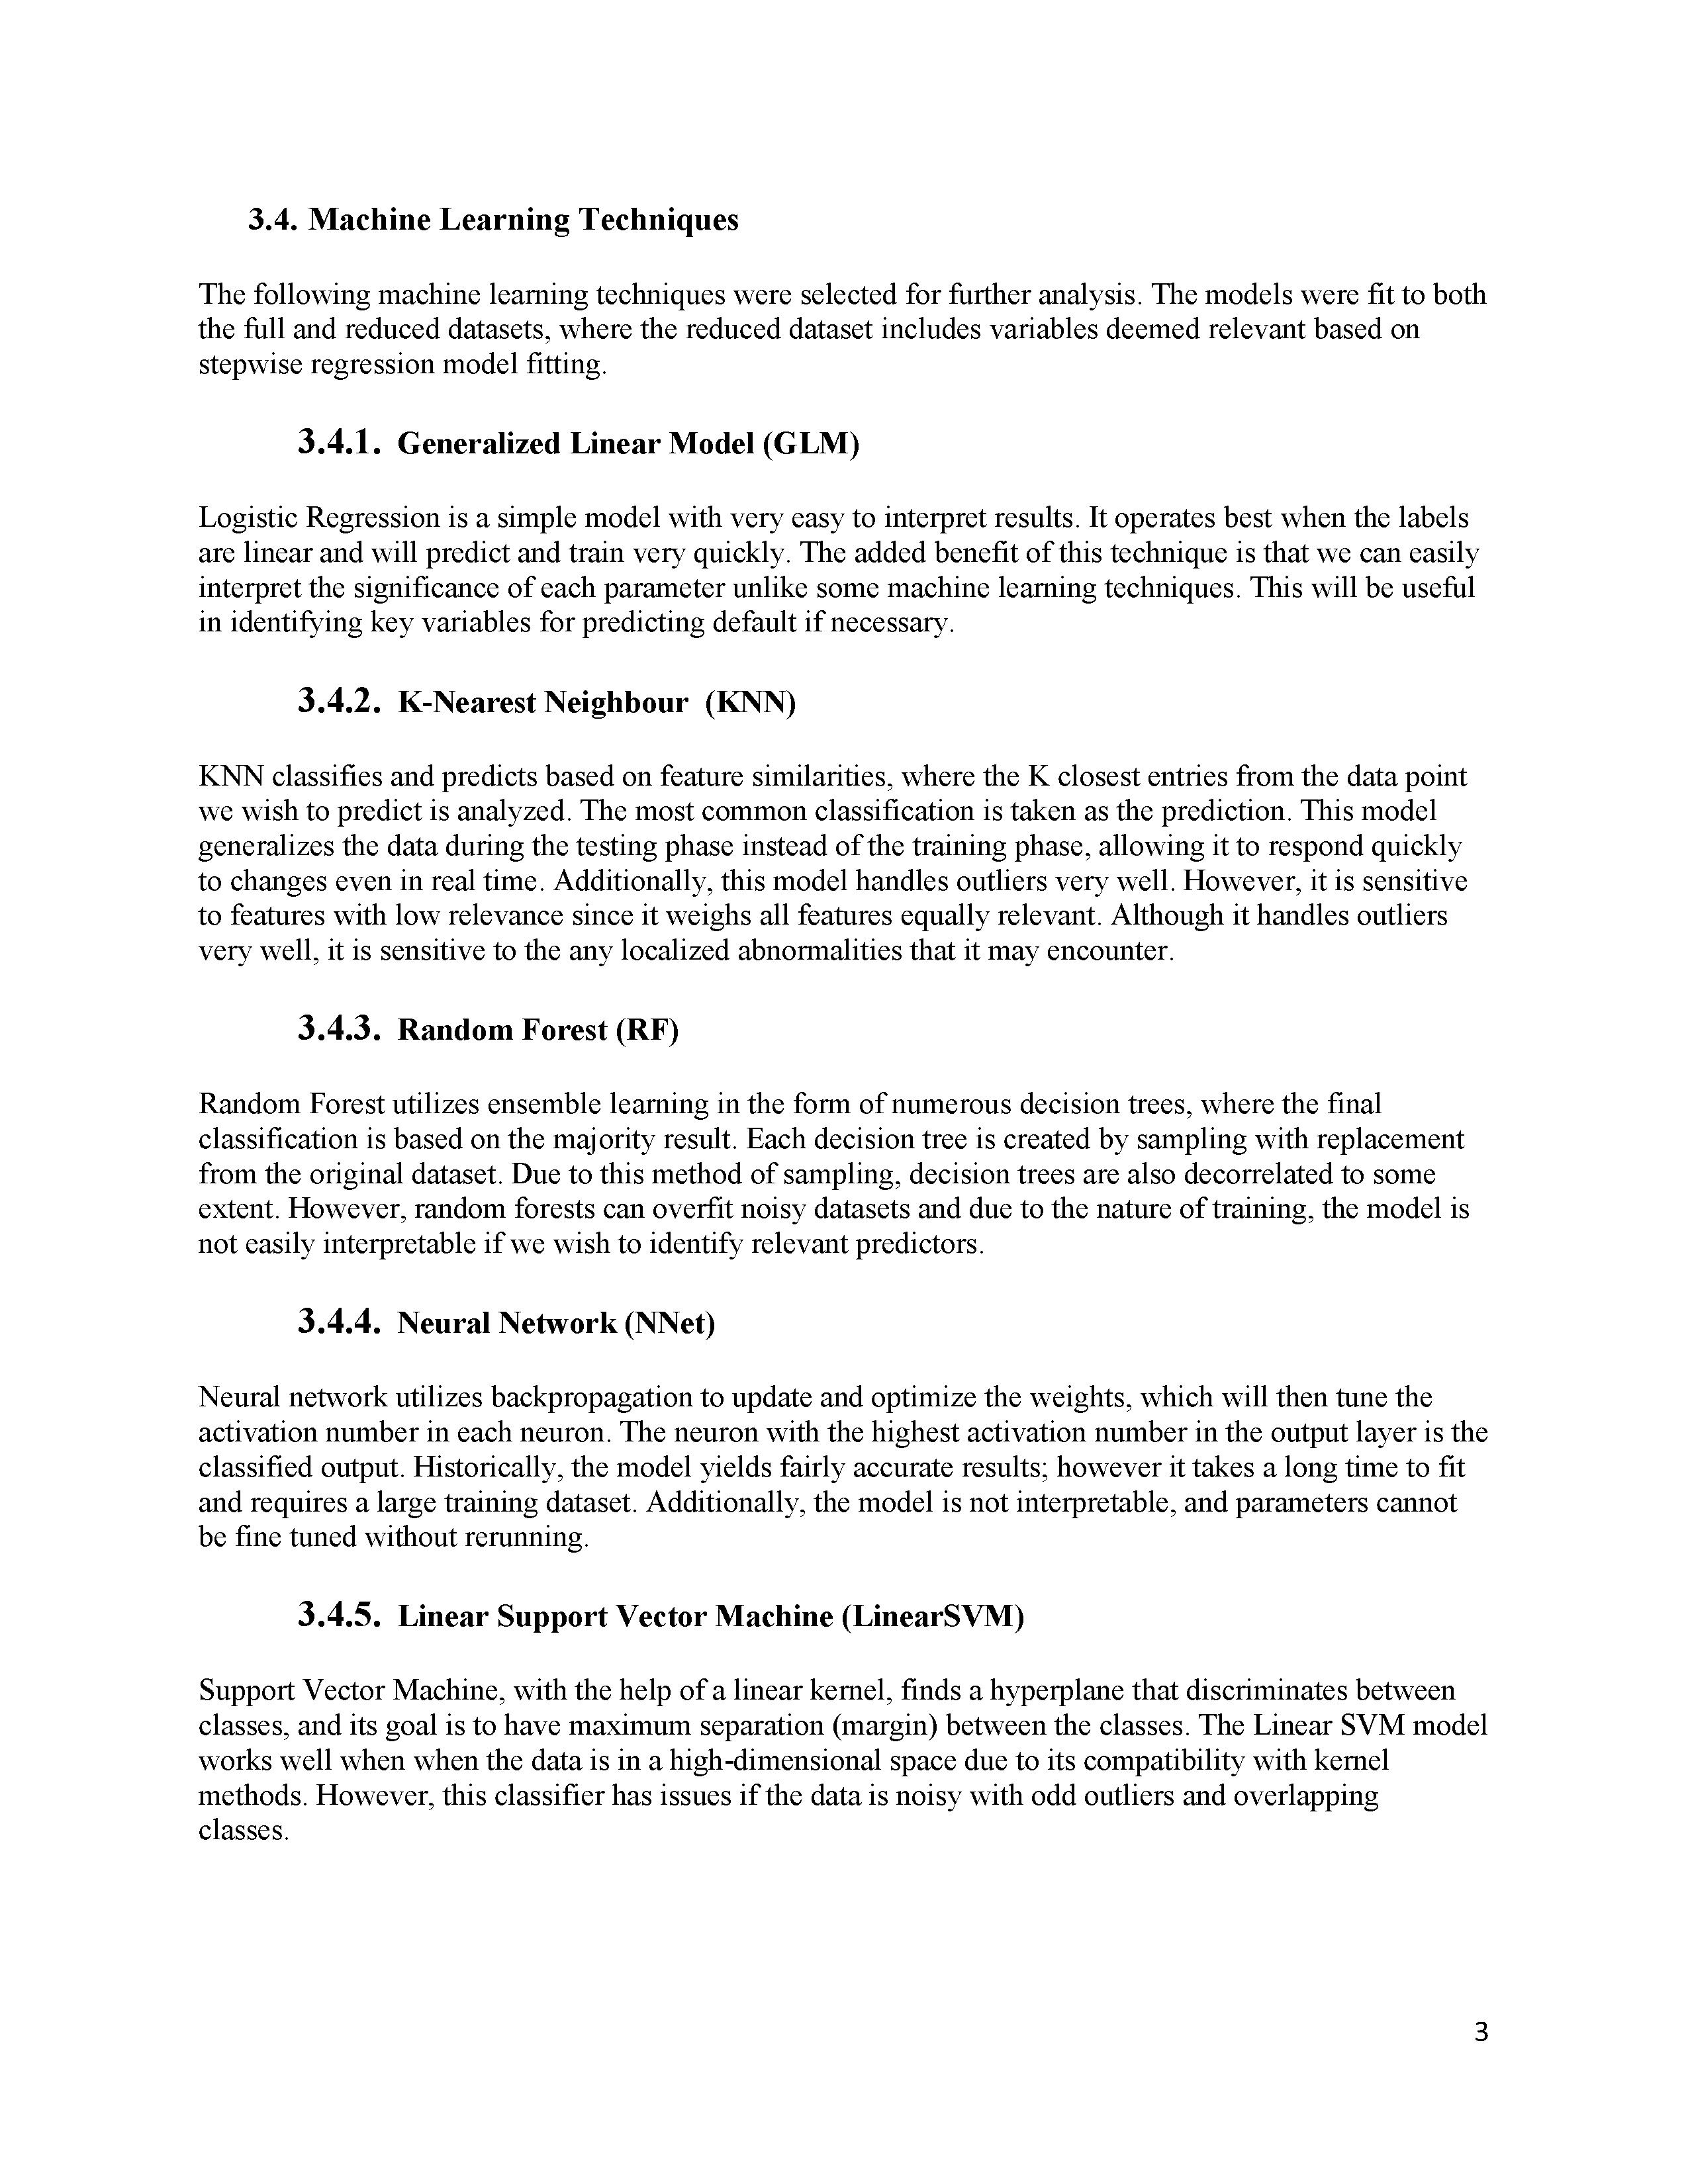 3.4. Machine Learning Techniques
The following machine learning techniques were selected for further analysis. The models were fit to both
the full and reduced datasets, where the reduced dataset includes variables deemed relevant based on
stepwise regression model fitting.
3.4.1. Generalized Linear Model (GLM)
Logistic Regression is a simple model with very easy to interpret results. It operates best when the labels
are linear and will predict and train very quickly. The added benefit of this technique is that we can easily
interpret the significance of each parameter unlike some machine learning techniques. This will be useful
in identifying key variables for predicting default if necessary.
3.4.2. K-Nearest Neighbour (KNN)
KNN classifies and predicts based on feature similarities, where the K closest entries from the data point
we wish to predict is analyzed. The most common classification is taken as the prediction. This model
generalizes the data during the testing phase instead of the training phase, allowing it to respond quickly
to changes even in real time. Additionally, this model handles outliers very well. However, it is sensitive
to features with low relevance since it weighs all features equally relevant. Although it handles outliers
very well, it is sensitive to the any localized abnormalities that it may encounter.
3.4.3. Random Forest (RF)
Random Forest utilizes ensemble learning in the form of numerous decision trees, where the final
classification is based on the majority result. Each decision tree is created by sampling with replacement
from the original dataset. Due to this method of sampling, decision trees are also decorrelated to some
extent. However, random forests can overfit noisy datasets and due to the nature of training, the model is
not easily interpretable if we wish to identify relevant predictors.
3.4.4. Neural Network (NNet)
Neural network utilizes backpropagation to update and optimize the weights, which will then tune the
activation number in each neuron. The neuron with the highest activation number in the output layer is the
classified output. Historically, the model yields fairly accurate results; however it takes a long time to fit
and requires a large training dataset. Additionally, the model is not interpretable, and parameters cannot
be fine tuned without rerunning.
3.4.5. Linear Support Vector Machine (LinearSVM)
Support Vector Machine, with the help of a linear kernel, finds a hyperplane that discriminates between
classes, and its goal is to have maximum separation (margin) between the classes. The Linear SVM model
works well when when the data is in a high-dimensional space due to its compatibility with kernel
methods. However, this classifier has issues if the data is noisy with odd outliers and overlapping
classes.
3